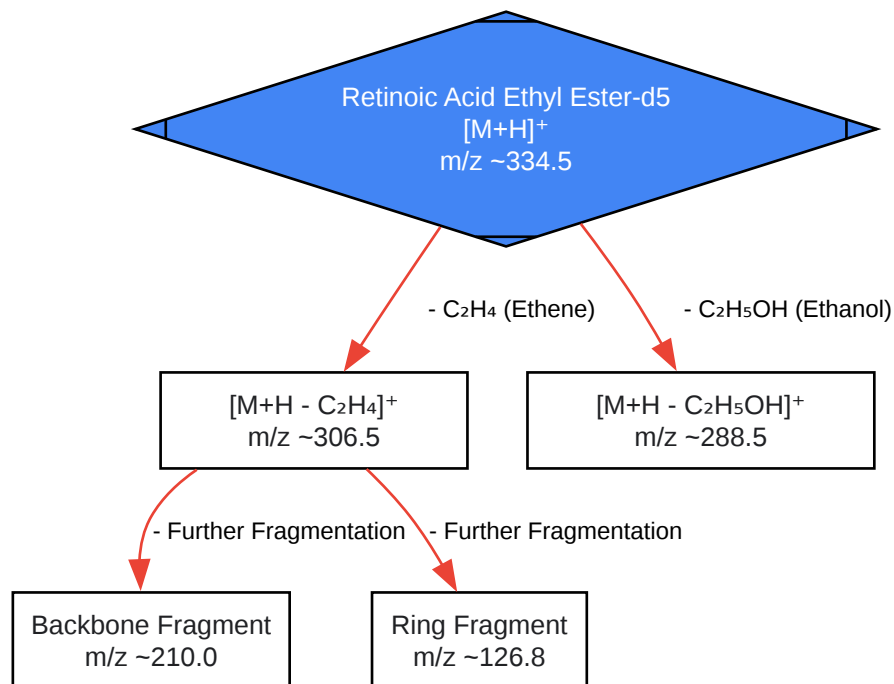 Retinoic Acid Ethyl Ester-d5
[M+H]⁺
m/z ~334.5
- C₂H₄ (Ethene)
- C₂H₅OH (Ethanol)
[M+H - C₂H₄]⁺
m/z ~306.5
[M+H - C₂H₅OH]⁺
m/z ~288.5
- Further Fragmentation
- Further Fragmentation
Backbone Fragment
m/z ~210.0
Ring Fragment
m/z ~126.8